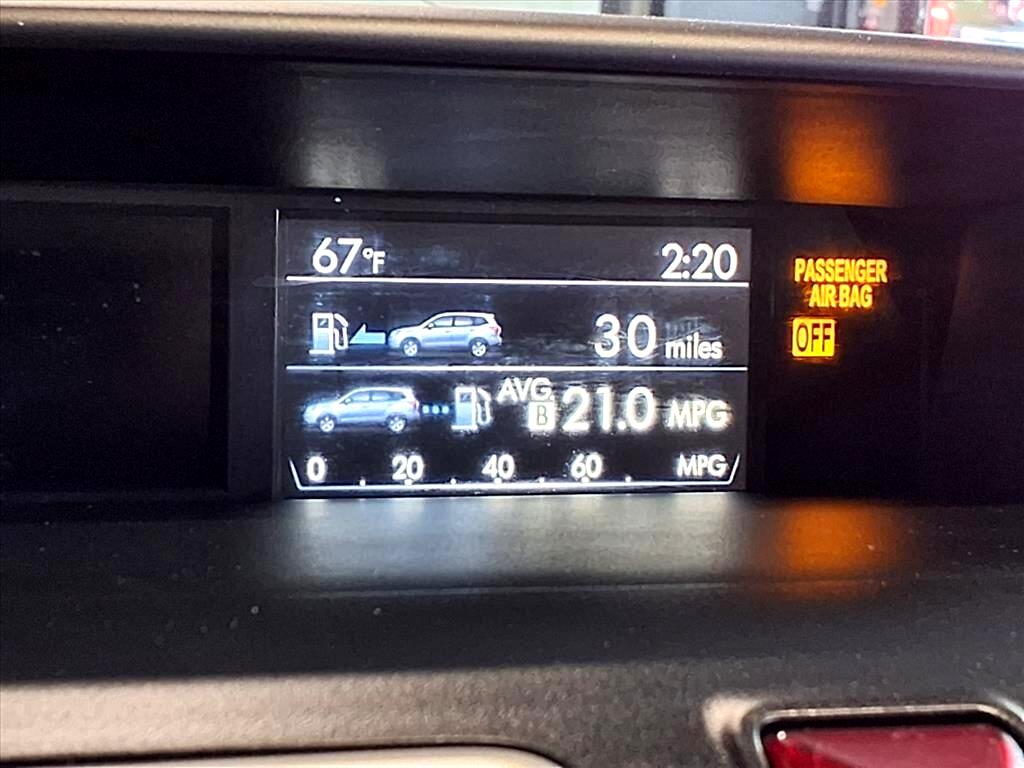 67°F 2:20
PASSENGER
AIR BAG
OFF
30 miles
AVG.
B 21.0 MPG
0 20 40 60 MPG